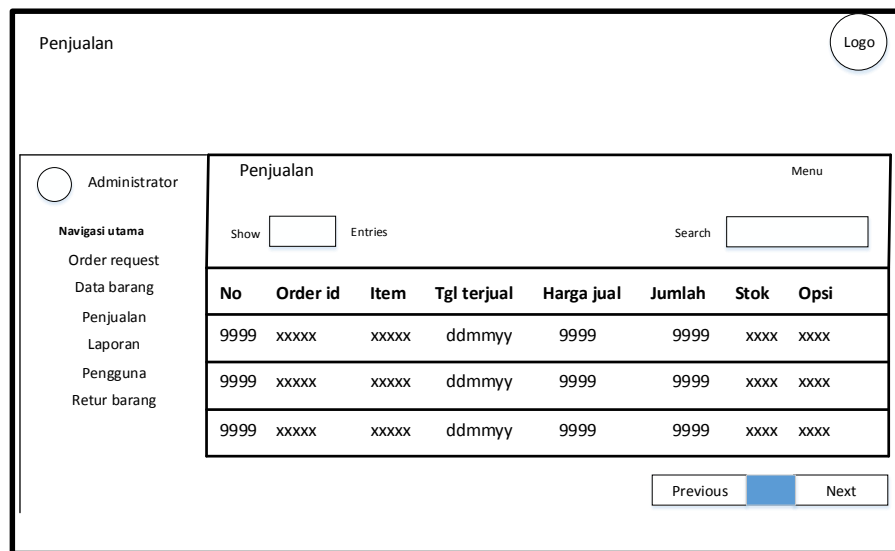 Penjualan
Logo
Administrator
Navigasi utama
Order request
Data barang
Penjualan
Laporan
Pengguna
Retur barang
Penjualan Menu
Show Entries Search
No Order id Item Tgl terjual Harga jual Jumlah Stok Opsi
9999 xxxxx xxxxx ddmmyy 9999 9999 xxxx xxxx
9999 xxxxx xxxxx ddmmyy 9999 9999 xxxx xxxx
9999 xxxxx xxxxx ddmmyy 9999 9999 xxxx xxxx
Previous Next